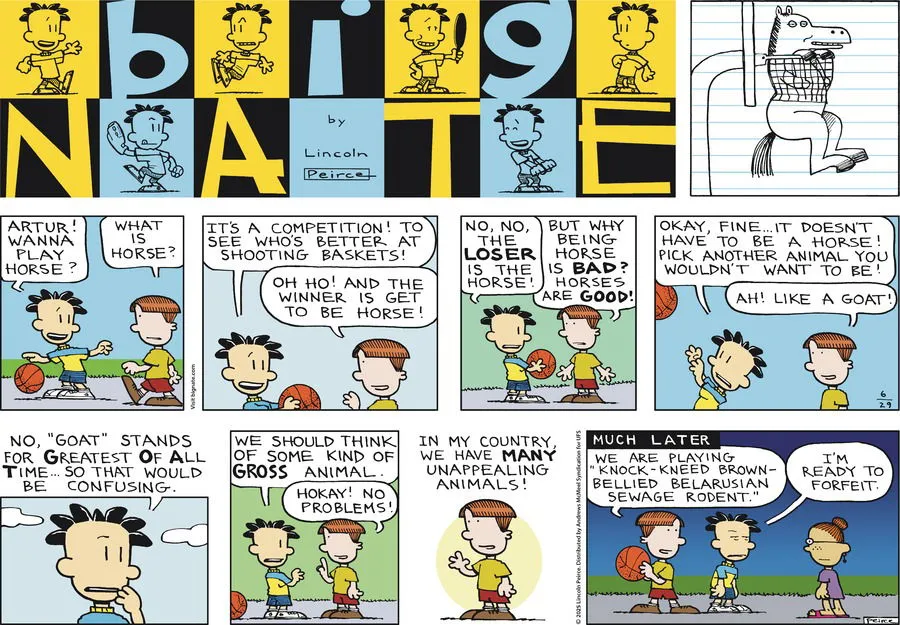 big
NATE
by
Lincoln
Peirce
ARTUR!
WANNA
PLAY
HORSE?
WHAT
IS
HORSE?
Visit bignate.com
IT'S A COMPETITION! TO
SEE WHO'S BETTER AT
SHOOTING BASKETS!
OH HO! AND THE
WINNER IS GET
TO BE HORSE!
NO, NO,
THE
LOSER
IS THE
HORSE!
BUT WHY
BEING
HORSE
IS BAD?
HORSES
ARE GOOD!
OKAY, FINE...IT DOESN'T
HAVE TO BE A HORSE!
PICK ANOTHER ANIMAL YOU
WOULDN'T WANT TO BE!
AH! LIKE A GOAT!
6
29
NO, "GOAT" STANDS
FOR GREATEST OF ALL
TIME... SO THAT WOULD
BE CONFUSING.
WE SHOULD THINK
OF SOME KIND OF
GROSS ANIMAL.
HOKAY! NO
PROBLEMS!
IN MY COUNTRY,
WE HAVE MANY
UNAPPEALING
ANIMALS!
© 2025 Lincoln Peirce. Distributed by Andrews McMeel Syndication for UFS
MUCH LATER
WE ARE PLAYING
"KNOCK-KNEED BROWN-
BELLIED BELARUSIAN
SEWAGE RODENT."
I'M
READY TO
FORFEIT.
Peirce